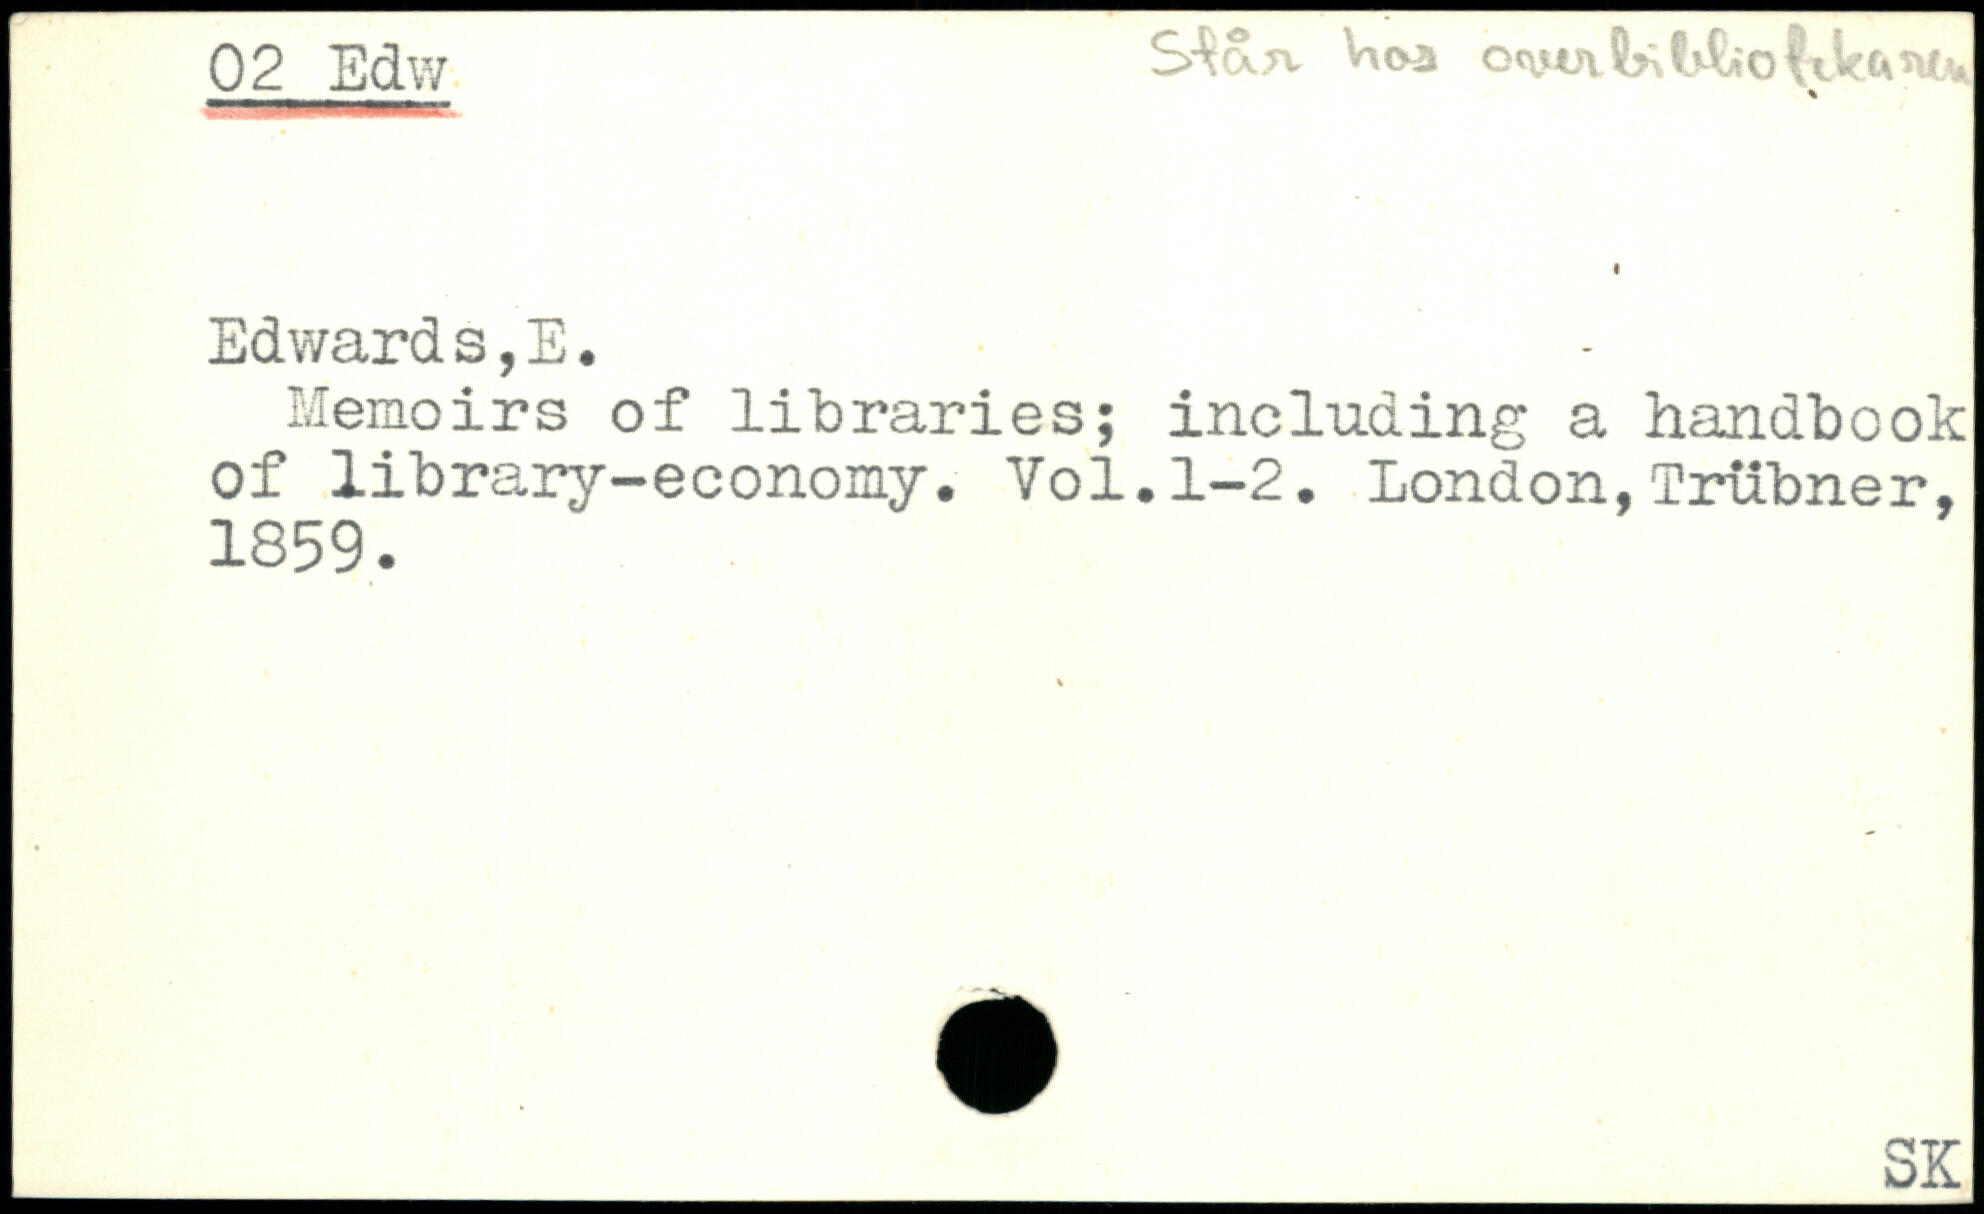 02 Edw
Står hos overbibliotekaren
Edwards,E.
Memoirs of libraries; including a handbook
of library-economy. Vol.1-2. London,Trübner,
1859.
SK